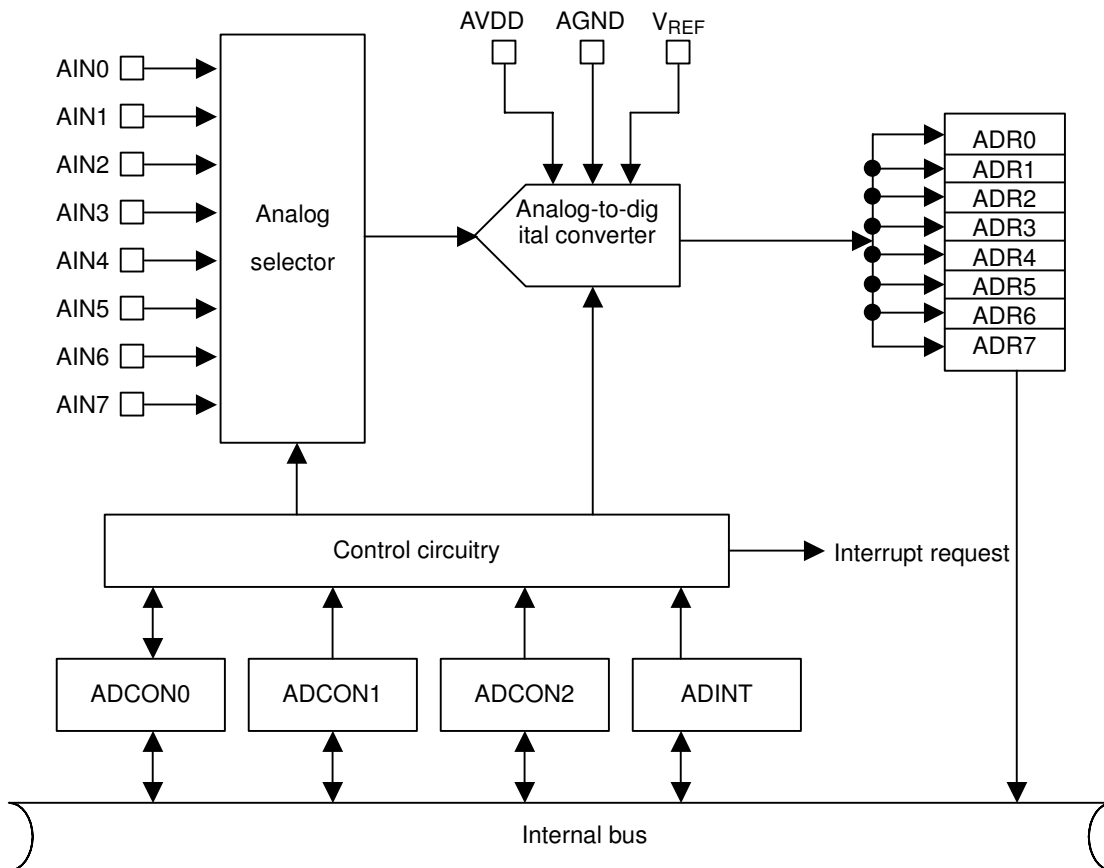 AVDD AGND VREF
AIN0
AIN1
AIN2
AIN3
AIN4
AIN5
AIN6
AIN7
Analog
selector
Analog-to-dig
ital converter
ADR0
ADR1
ADR2
ADR3
ADR4
ADR5
ADR6
ADR7
Control circuitry
Interrupt request
ADCON0 ADCON1 ADCON2 ADINT
Internal bus